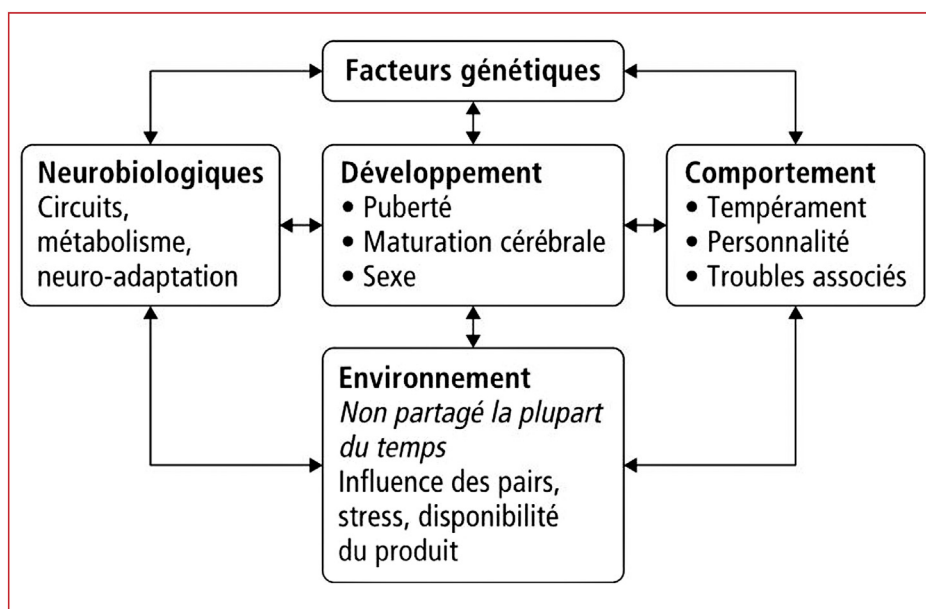 Facteurs génétiques
Neurobiologiques
Circuits,
métabolisme,
neuro-adaptation
Développement
• Puberté
• Maturation cérébrale
• Sexe
Comportement
• Tempérament
• Personnalité
• Troubles associés
Environnement
Non partagé la plupart
du temps
Influence des pairs,
stress, disponibilité
du produit